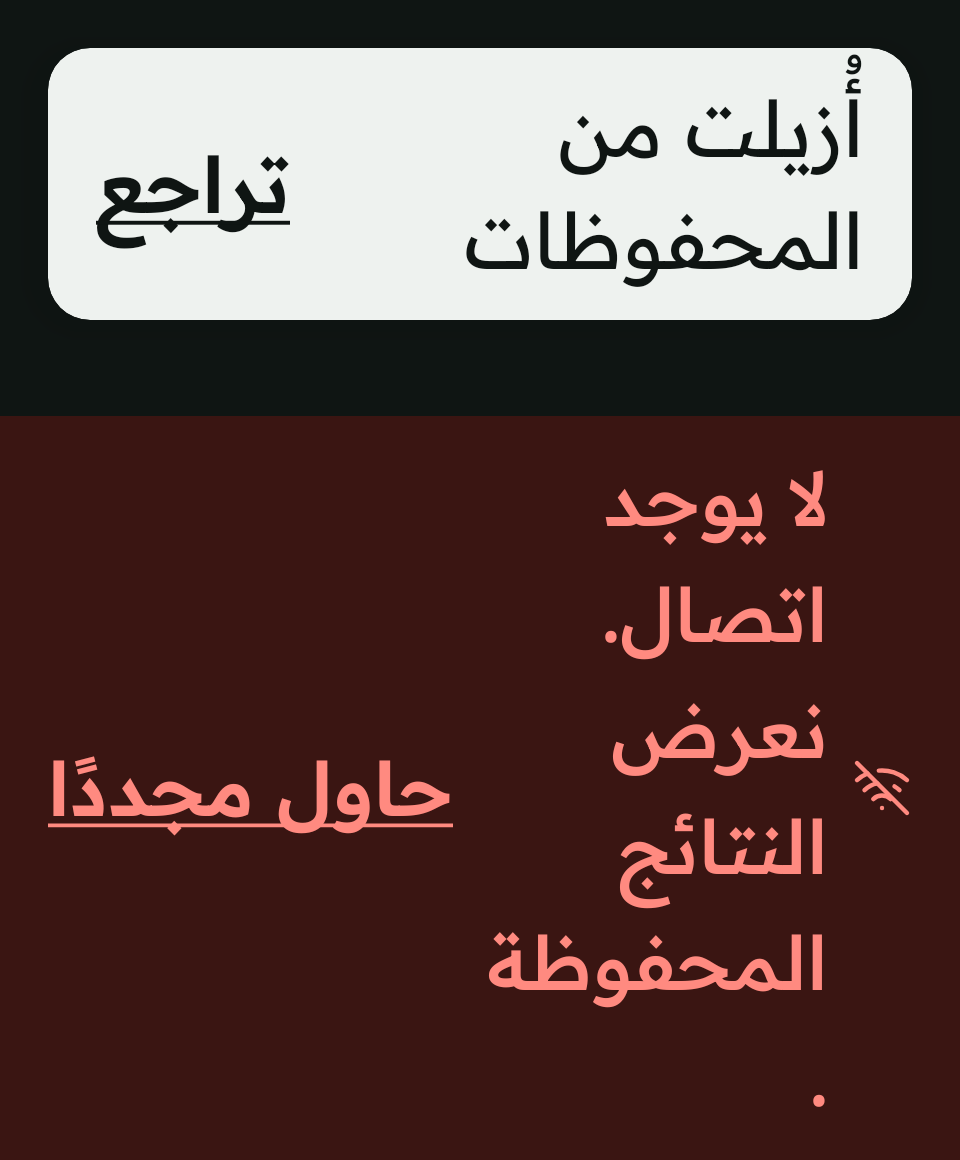 أُزيلت من
المحفوظات
تراجع
لا يوجد
اتصال.
نعرض
النتائج
المحفوظة
.
حاول مجددًا